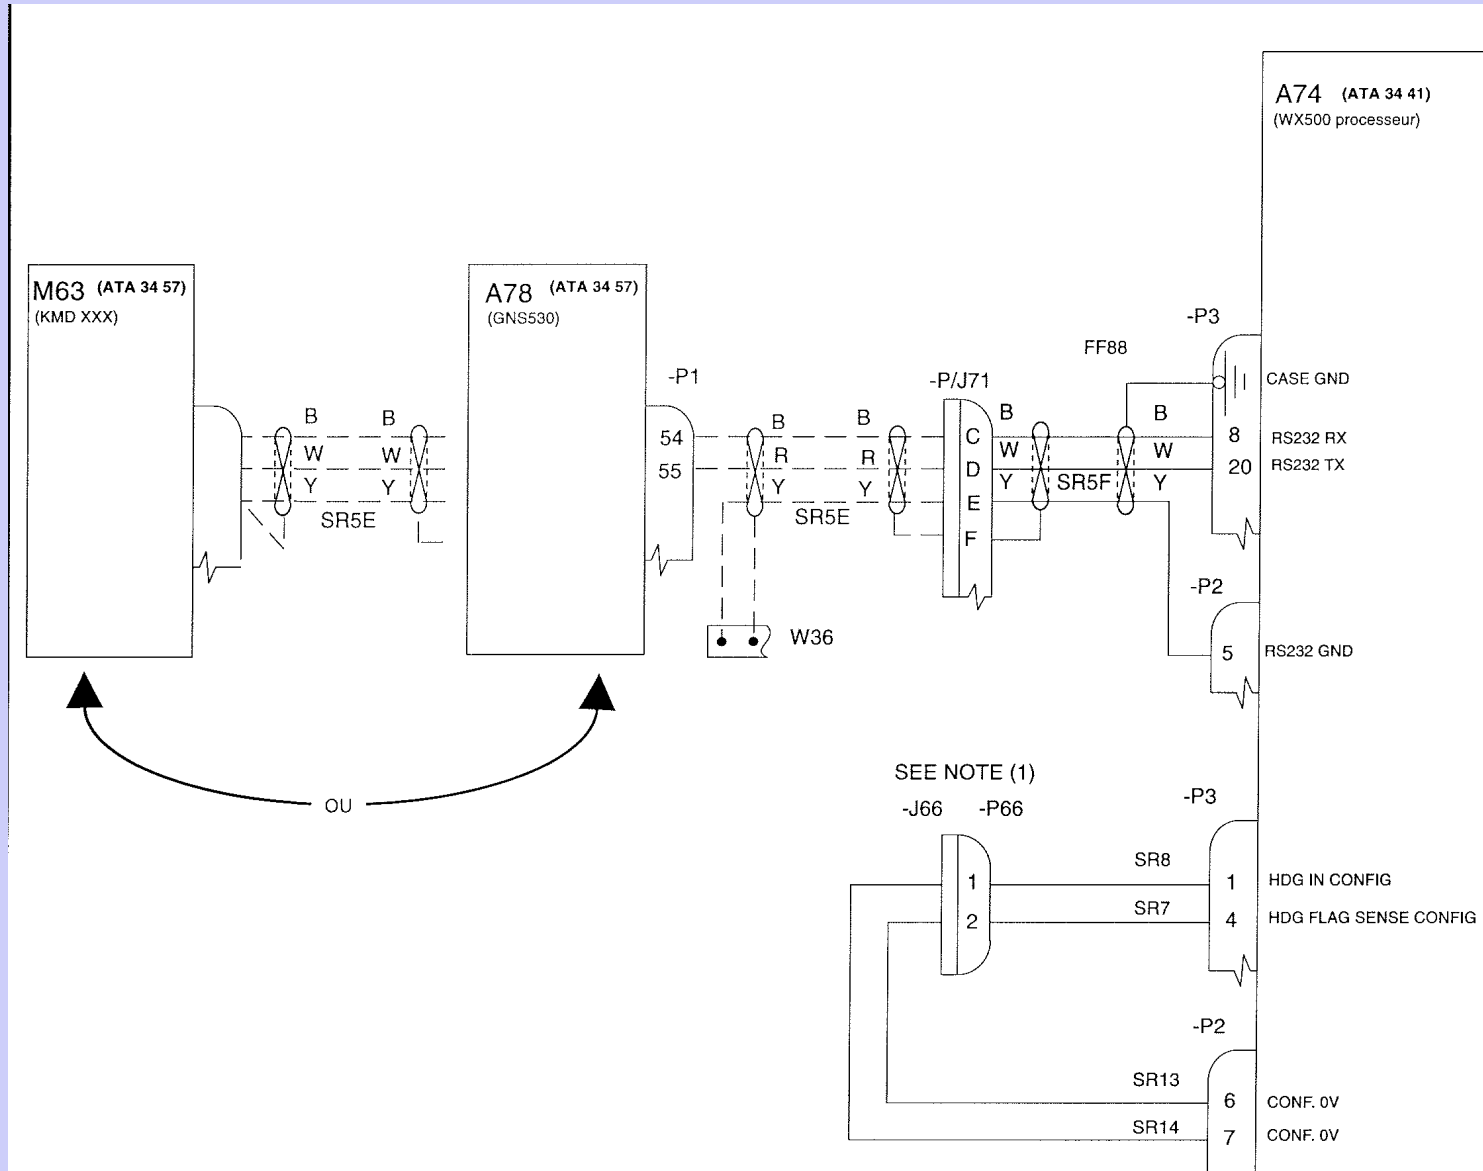 A74 (ATA 34 41)
(WX500 processeur)
M63 (ATA 34 57)
(KMD XXX)
A78 (ATA 34 57)
(GNS530)
-P3
FF88
CASE GND
-P1
-P/J71
B B
54
B B
C
B B
8
RS232 RX
W W
55
R R
D
W W
20
RS232 TX
Y Y
Y Y
E
Y SR5F Y
SR5E
SR5E
F
-P2
W36
5
RS232 GND
SEE NOTE (1)
OU
-J66 -P66
-P3
SR8
1
1
HDG IN CONFIG
SR7
2
4
HDG FLAG SENSE CONFIG
-P2
SR13
6
CONF. 0V
SR14
7
CONF. 0V